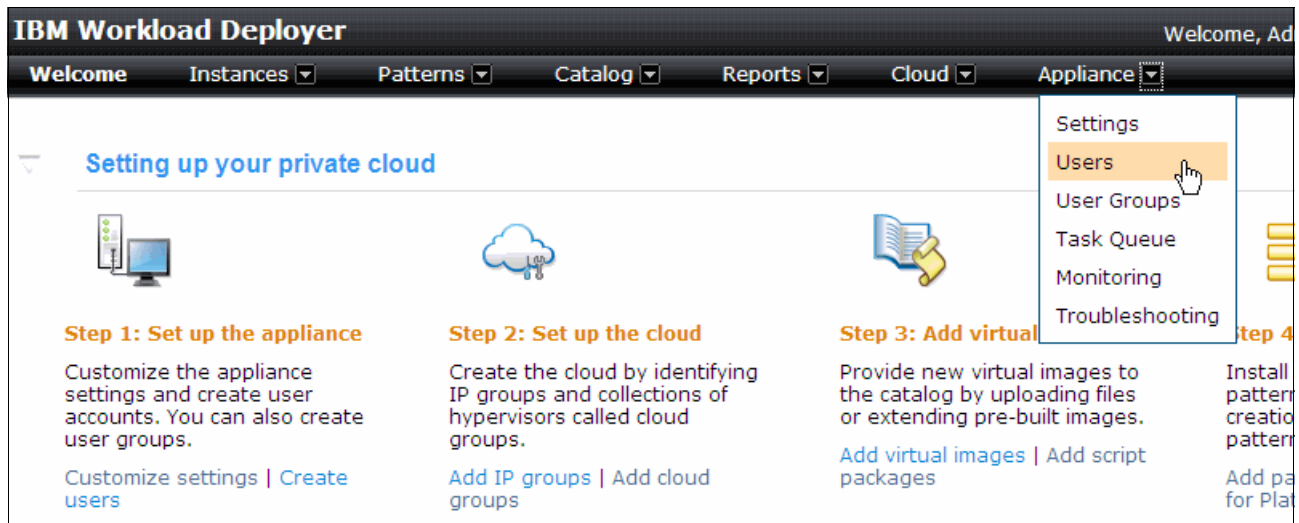 IBM Workload Deployer
Welcome, Ad
Welcome Instances Patterns Catalog Reports Cloud Appliance
Settings
Users
User Groups
Task Queue
Monitoring
Troubleshooting
Setting up your private cloud
Step 1: Set up the appliance
Customize the appliance
settings and create user
accounts. You can also create
user groups.
Customize settings | Create
users
Step 2: Set up the cloud
Create the cloud by identifying
IP groups and collections of
hypervisors called cloud
groups.
Add IP groups | Add cloud
groups
Step 3: Add virtual
Provide new virtual images to
the catalog by uploading files
or extending pre-built images.
Add virtual images | Add script
packages
tep 4
Install
pattern
creatio
pattern
Add pa
for Plat